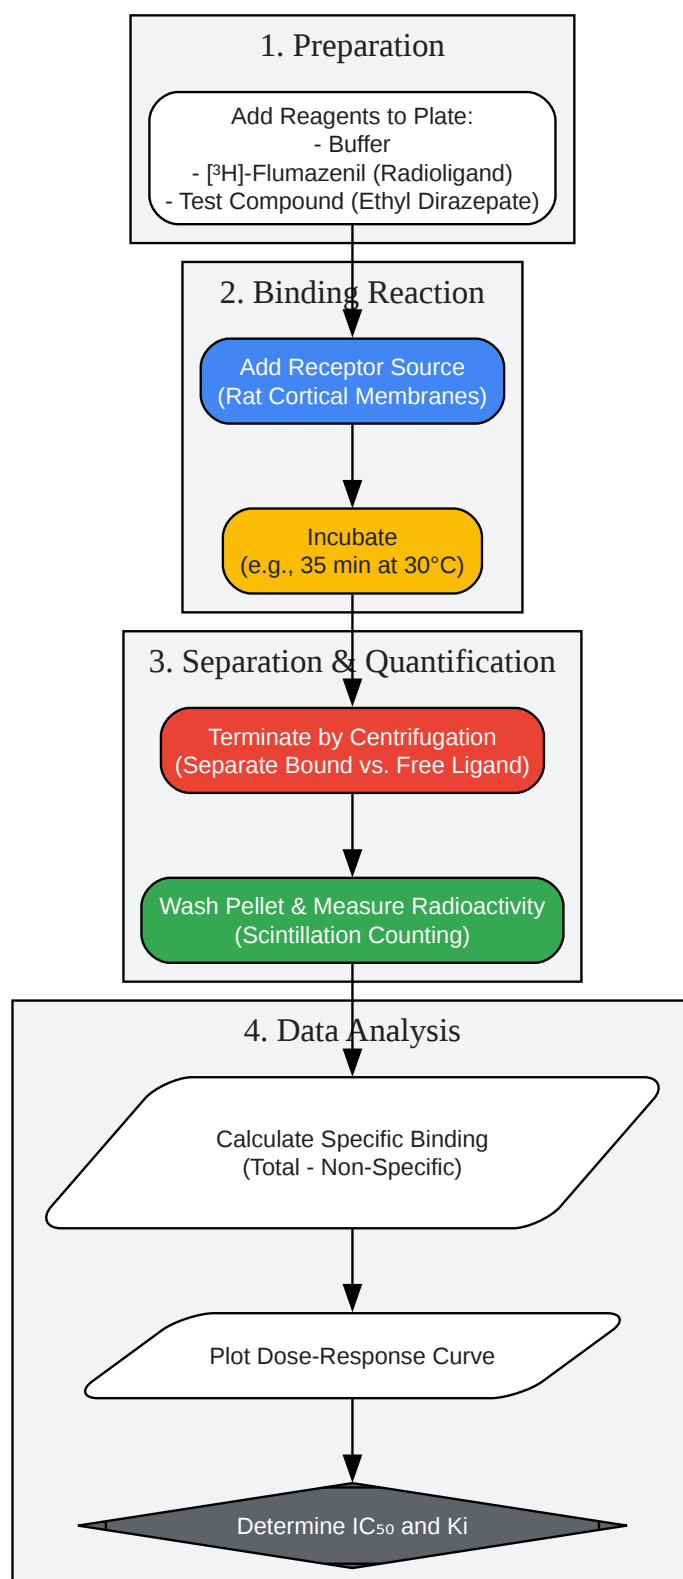 1. Preparation
Add Reagents to Plate:
- Buffer
- [³H]-Flumazenil (Radioligand)
- Test Compound (Ethyl Dirazepate)
2. Binding Reaction
Add Receptor Source
(Rat Cortical Membranes)
Incubate
(e.g., 35 min at 30°C)
3. Separation & Quantification
Terminate by Centrifugation
(Separate Bound vs. Free Ligand)
Wash Pellet & Measure Radioactivity
(Scintillation Counting)
4. Data Analysis
Calculate Specific Binding
(Total - Non-Specific)
Plot Dose-Response Curve
Determine IC₅₀ and Ki